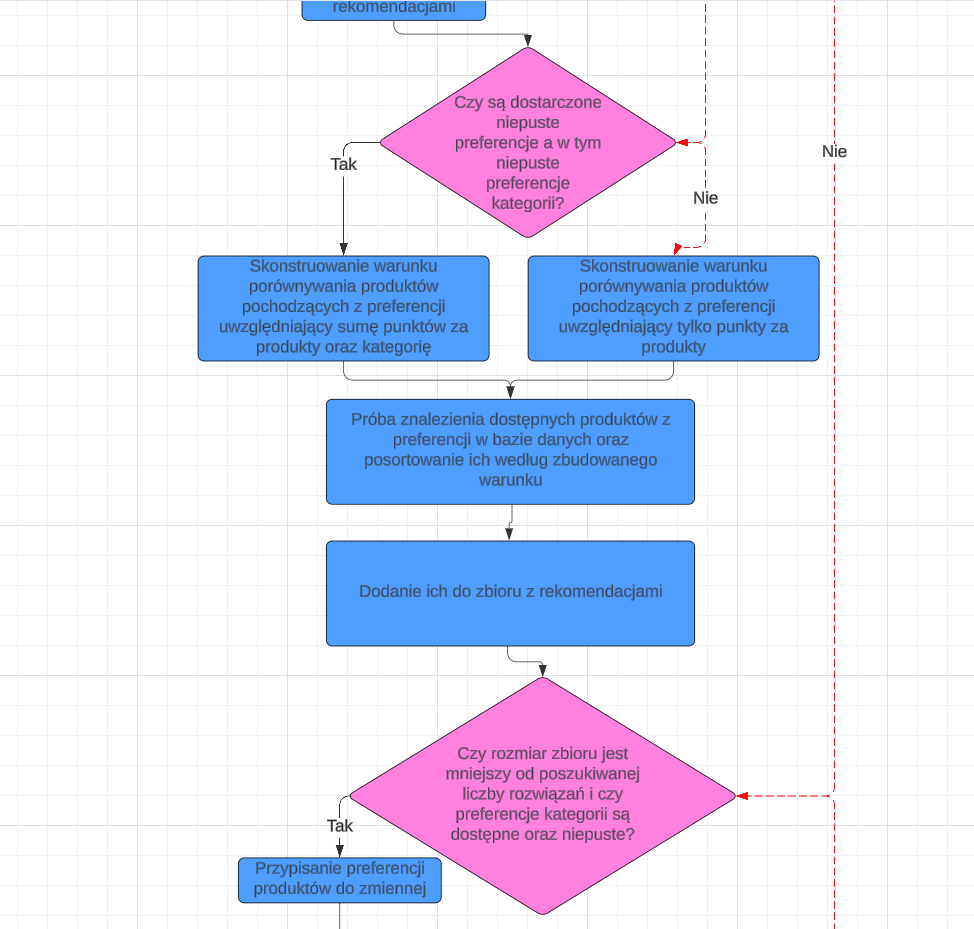 rekomendacjami
Czy są dostarczone
niepuste
preferencje a w tym
niepuste
preferencje
kategorii?
Nie
Tak
Nie
Skonstruowanie warunku
porównywania produktów
pochodzących z preferencji
uwzględniający sumę punktów za
produkty oraz kategorię
Skonstruowanie warunku
porównywania produktów
pochodzących z preferencji
uwzględniający tylko punkty za
produkty
Próba znalezienia dostępnych produktów z
preferencji w bazie danych oraz
posortowanie ich według zbudowanego
warunku
Dodanie ich do zbioru z rekomendacjami
Czy rozmiar zbioru jest
mniejszy od poszukiwanej
liczby rozwiązań i czy
preferencje kategorii są
dostępne oraz niepuste?
Tak
Przypisanie preferencji
produktów do zmiennej